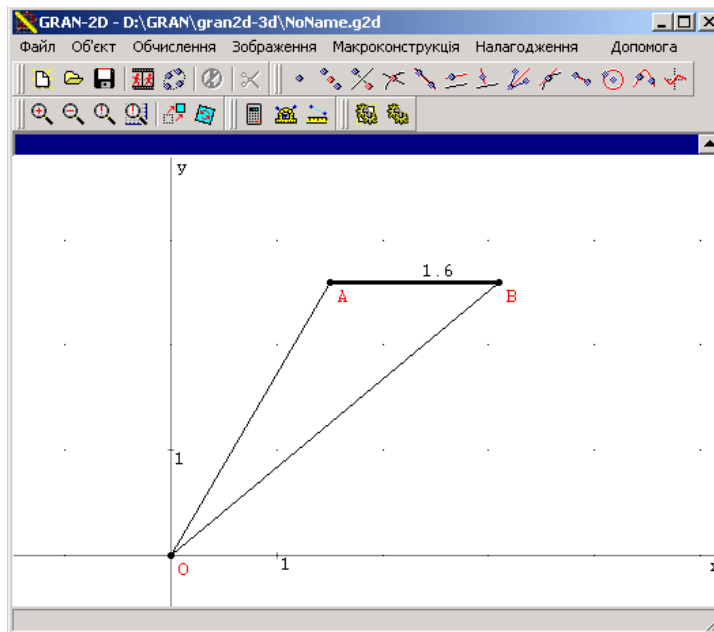 GRAN-2D - D:\GRAN\gran2d-3d\NoName.g2d
Файл Об'єкт Обчислення Зображення Макроконструкція Налагодження Допомога
y
1.6
A
B
1
O
1
x